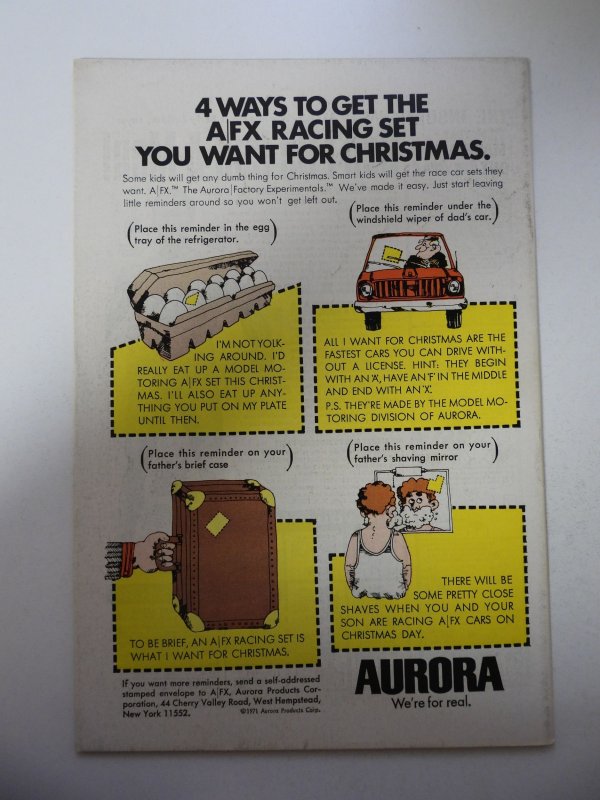 4 WAYS TO GET THE
A|FX RACING SET
YOU WANT FOR CHRISTMAS.
Some kids will get any dumb thing for Christmas. Smart kids will get the race car sets they
want. A|FX.™ The Aurora|Factory Experimentals.™ We've made it easy. Just start leaving
little reminders around so you won't get left out.
(Place this reminder in the egg
tray of the refrigerator.)
I'M NOT YOLK-
ING AROUND. I'D
REALLY EAT UP A MODEL MO-
TORING A|FX SET THIS CHRIST-
MAS. I'LL ALSO EAT UP ANY-
THING YOU PUT ON MY PLATE
UNTIL THEN.
(Place this reminder under the
windshield wiper of dad's car.)
ALL I WANT FOR CHRISTMAS ARE THE
FASTEST CARS YOU CAN DRIVE WITH-
OUT A LICENSE. HINT: THEY BEGIN
WITH AN 'A', HAVE AN 'F' IN THE MIDDLE
AND END WITH AN 'X'.
P.S. THEY'RE MADE BY THE MODEL MO-
TORING DIVISION OF AURORA.
(Place this reminder on your
father's brief case)
TO BE BRIEF, AN A|FX RACING SET IS
WHAT i WANT FOR CHRISTMAS.
(Place this reminder on your
father's shaving mirror)
THERE WILL BE
SOME PRETTY CLOSE
SHAVES WHEN YOU AND YOUR
SON ARE RACING A|FX CARS ON
CHRISTMAS DAY.
If you want more reminders, send a self-addressed
stamped envelope to A|FX, Aurora Products Cor-
poration, 44 Cherry Valley Road, West Hempstead,
New York 11552. ©1971 Aurora Products Corp.
AURORA
We're for real.